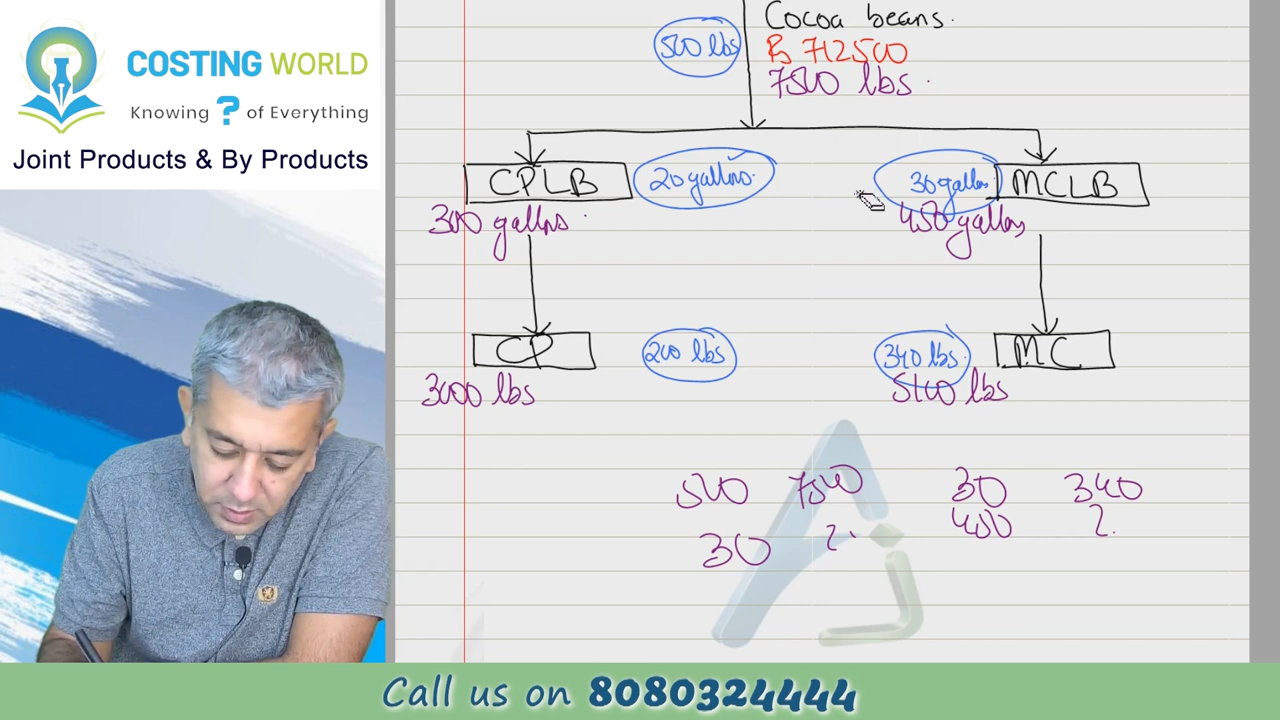 COSTING WORLD
Knowing ? of Everything
Joint Products & By Products
Cocoa beans.
500 lbs
Rs 712500
7500 lbs.
CPLB
20 gallons.
30 gallons
MCLB
300 gallons.
450 gallons
CP
200 lbs
340 lbs.
MC
3000 lbs
5100 lbs
500 7500 30 340
30 ? 450 ?
Call us on 8080324444